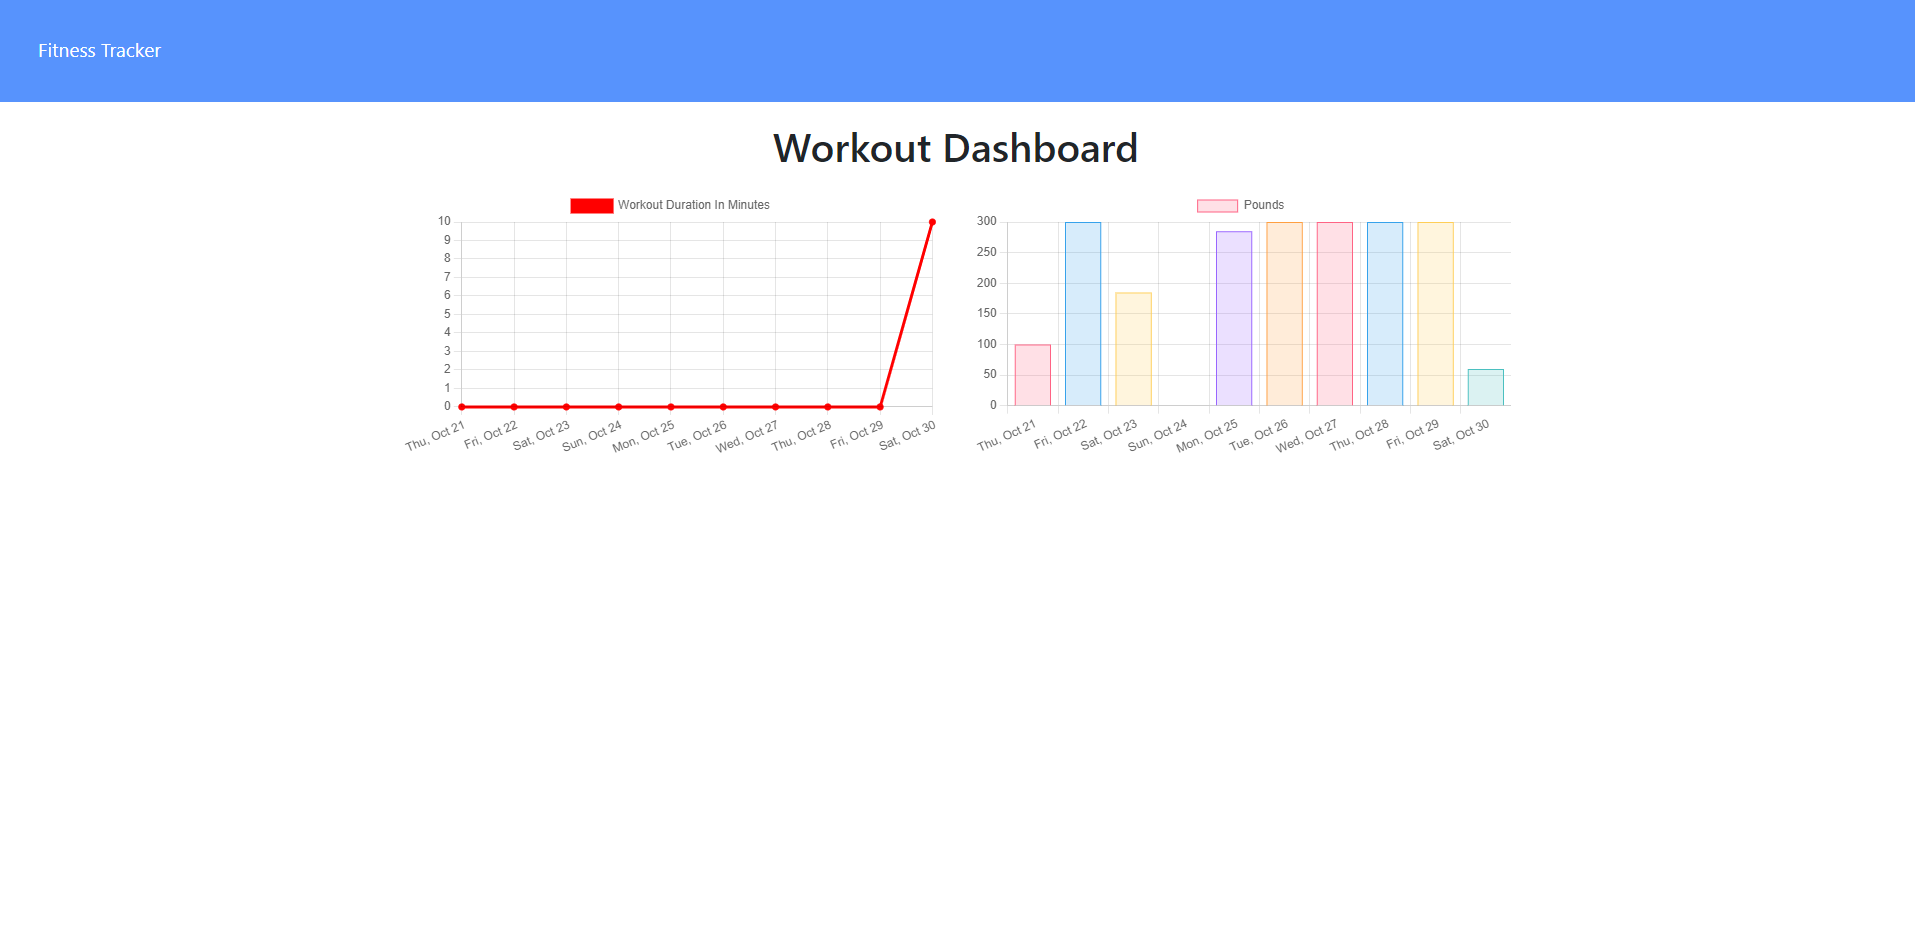 Fitness Tracker
Workout Dashboard
Workout Duration In Minutes
10
9
8
7
6
5
4
3
2
1
0
Thu, Oct 21
Fri, Oct 22
Sat, Oct 23
Sun, Oct 24
Mon, Oct 25
Tue, Oct 26
Wed, Oct 27
Thu, Oct 28
Fri, Oct 29
Sat, Oct 30
Pounds
300
250
200
150
100
50
0
Thu, Oct 21
Fri, Oct 22
Sat, Oct 23
Sun, Oct 24
Mon, Oct 25
Tue, Oct 26
Wed, Oct 27
Thu, Oct 28
Fri, Oct 29
Sat, Oct 30